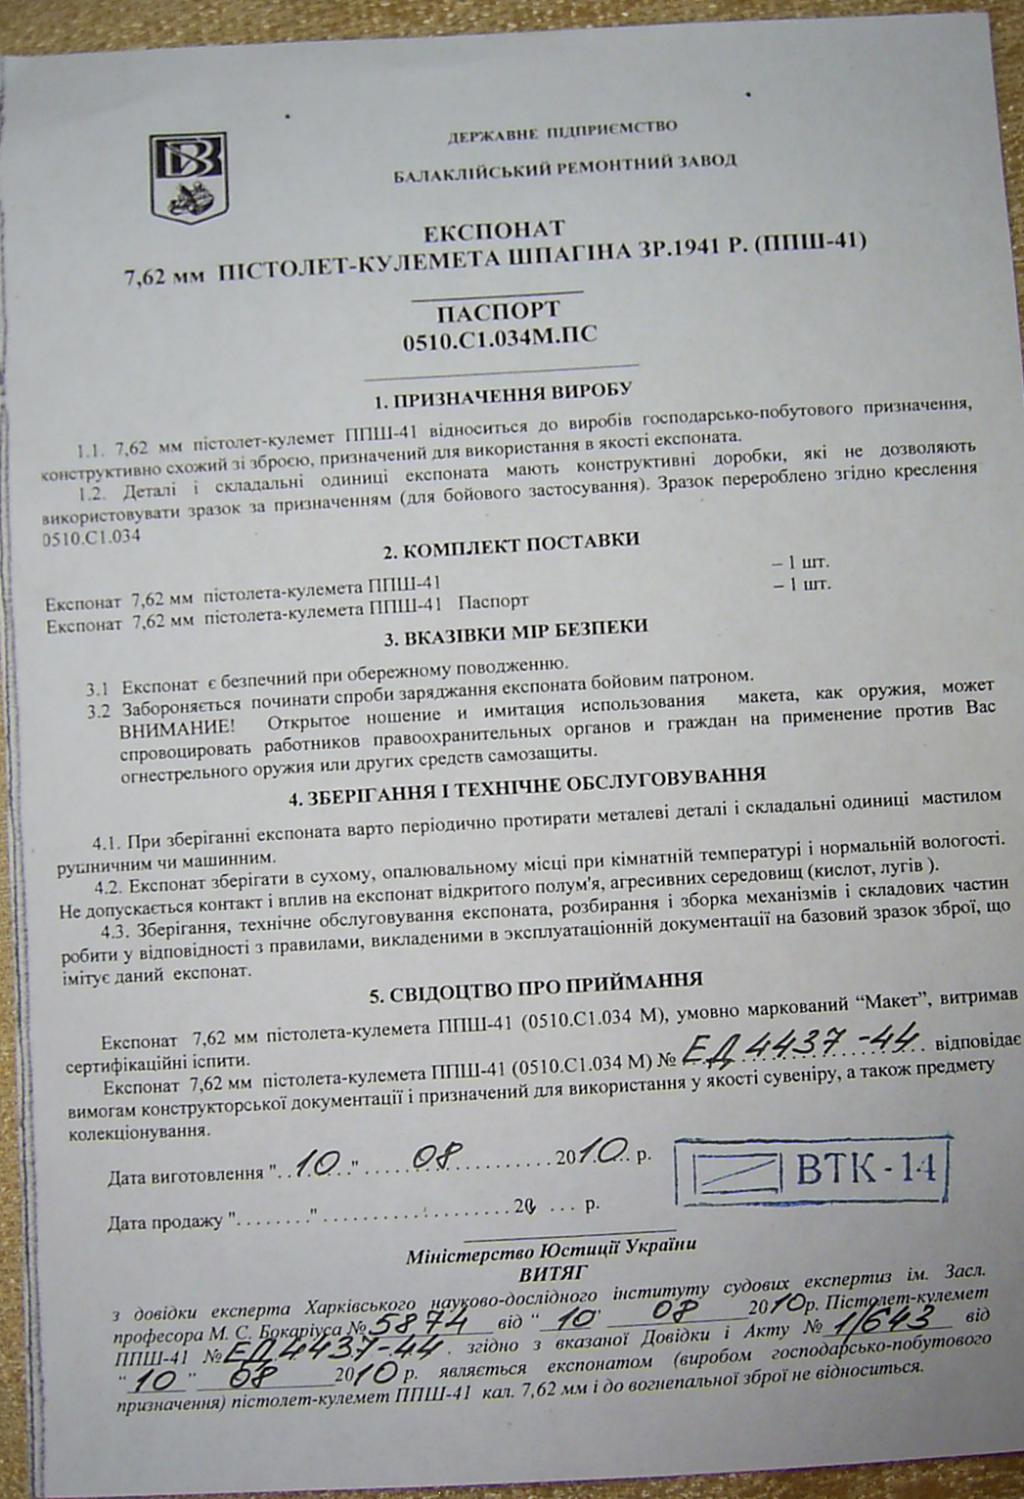 ДЕРЖАВНЕ ПІДПРИЄМСТВО
БАЛАКЛІЙСЬКИЙ РЕМОНТНИЙ ЗАВОД
ЕКСПОНАТ
7,62 мм ПІСТОЛЕТ-КУЛЕМЕТА ШПАГІНА ЗР.1941 Р. (ППШ-41)
ПАСПОРТ
0510.С1.034М.ПС
1. ПРИЗНАЧЕННЯ ВИРОБУ
1.1. 7,62 мм пістолет-кулемет ППШ-41 відноситься до виробів господарсько-побутового призначення,
конструктивно схожий зі зброєю, призначений для використання в якості експоната.
1.2. Деталі і складальні одиниці експоната мають конструктивні доробки, які не дозволяють
використовувати зразок за призначенням (для бойового застосування). Зразок перероблено згідно креслення
0510.С1.034
2. КОМПЛЕКТ ПОСТАВКИ
Експонат 7,62 мм пістолета-кулемета ППШ-41 – 1 шт.
Експонат 7,62 мм пістолета-кулемета ППШ-41 Паспорт – 1 шт.
3. ВКАЗІВКИ МІР БЕЗПЕКИ
3.1 Експонат є безпечний при обережному поводженню.
3.2 Забороняється починати спроби заряджання експоната бойовим патроном.
ВНИМАНИЕ! Открытое ношение и имитация использования макета, как оружия, может
спровоцировать работников правоохранительных органов и граждан на применение против Вас
огнестрельного оружия или других средств самозащиты.
4. ЗБЕРІГАННЯ І ТЕХНІЧНЕ ОБСЛУГОВУВАННЯ
4.1. При зберіганні експоната варто періодично протирати металеві деталі і складальні одиниці мастилом
рушничним чи машинним.
4.2. Експонат зберігати в сухому, опалювальному місці при кімнатній температурі і нормальній вологості.
Не допускається контакт і вплив на експонат відкритого полум'я, агресивних середовищ (кислот, лугів ).
4.3. Зберігання, технічне обслуговування експоната, розбирання і зборка механізмів і складових частин
робити у відповідності з правилами, викладеними в эксплуатаціонній документації на базовий зразок зброї, що
імітує даний експонат.
5. СВІДОЦТВО ПРО ПРИЙМАННЯ
Експонат 7,62 мм пістолета-кулемета ППШ-41 (0510.С1.034 М), умовно маркований “Макет”, витримав
сертифікаційні іспити.
Експонат 7,62 мм пістолета-кулемета ППШ-41 (0510.С1.034 М) № ЕД 4437-44 відповідає
вимогам конструкторської документації і призначений для використання у якості сувеніру, а також предмету
колекціонування.
Дата виготовлення "10" 08 2010 р.
ВТК-14
Дата продажу "........"....................20 ... р.
Міністерство Юстиції України
ВИТЯГ
з довідки експерта Харківського науково-дослідного інституту судових експертиз ім. Засл.
професора М. С. Бокаріуса № 5874 від "10" 08 2010р. Пістолет-кулемет
ППШ-41 № ЕД 4437-44, згідно з вказаної Довідки і Акту № 1/643 від
"10" 08 2010 р. являється експонатом (виробом господарсько-побутового
призначення) пістолет-кулемет ППШ-41 кал. 7,62 мм і до вогнепальної зброї не відноситься.